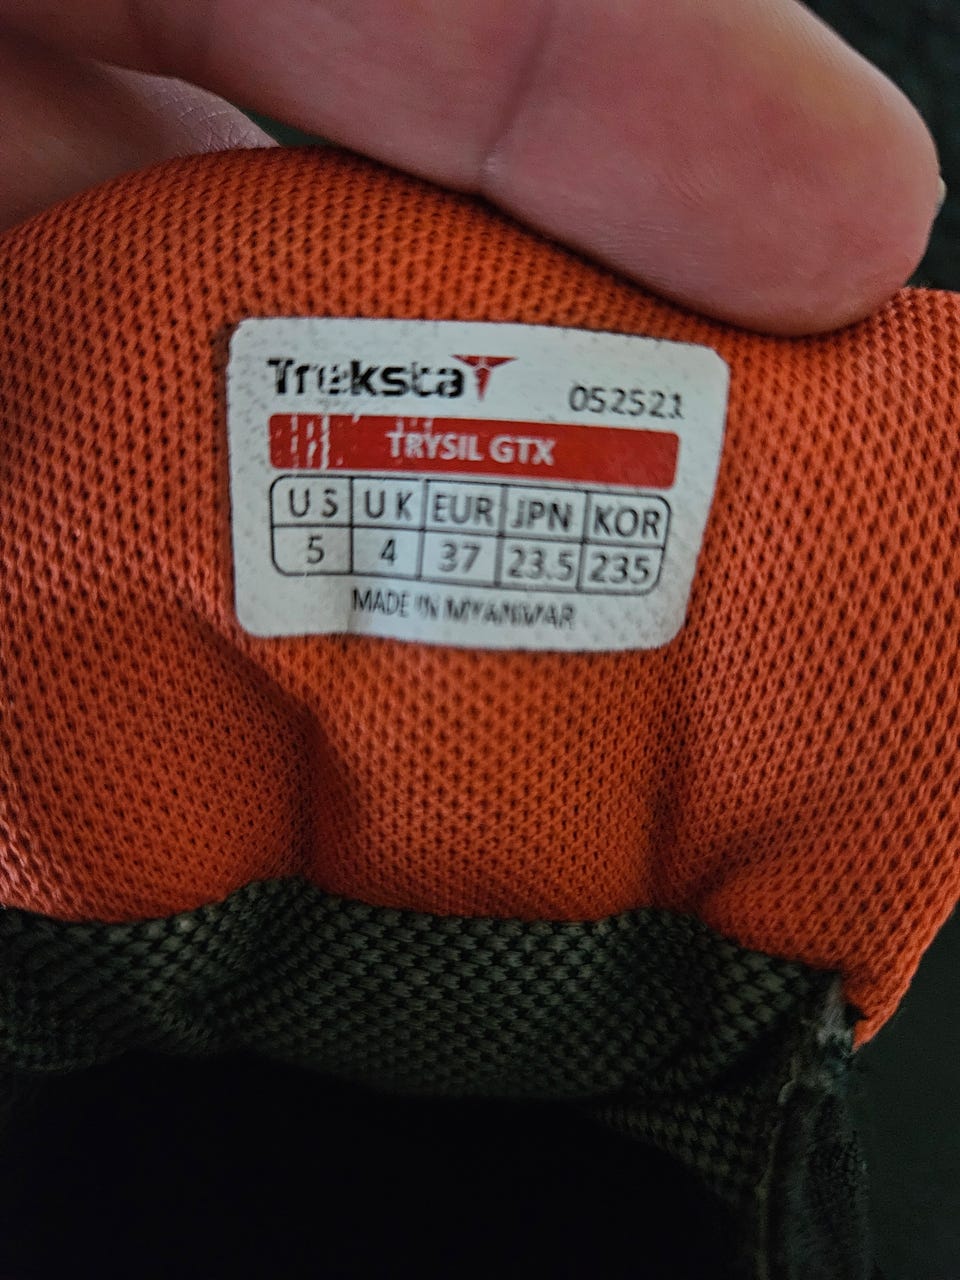 Treksta
052521
TRYSIL GTX
US UK EUR JPN KOR
5 4 37 23.5 235
MADE IN MYANMAR